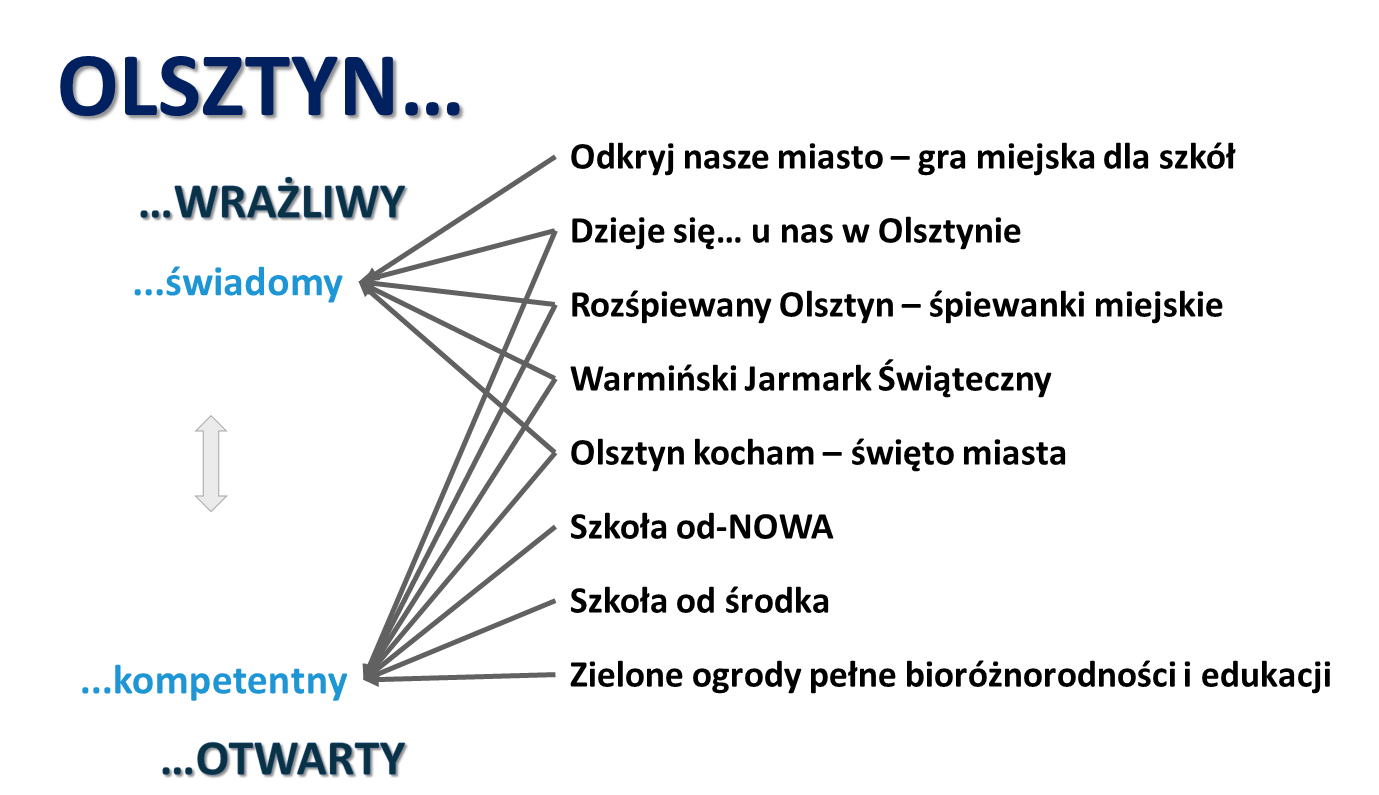 OLSZTYN...
...WRAŻLIWY
...świadomy
...kompetentny
...OTWARTY
Odkryj nasze miasto – gra miejska dla szkół
Dzieje się... u nas w Olsztynie
Rozśpiewany Olsztyn – śpiewanki miejskie
Warmiński Jarmark Świąteczny
Olsztyn kocham – święto miasta
Szkoła od-NOWA
Szkoła od środka
Zielone ogrody pełne bioróżnorodności i edukacji